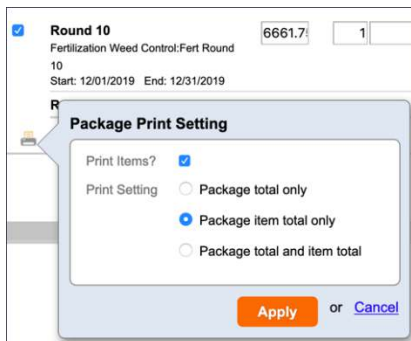 Round 10
6661.7
1
Fertilization Weed Control:Fert Round
10
Start: 12/01/2019 End: 12/31/2019
Package Print Setting
Print Items?
Print Setting
Package total only
Package item total only
Package total and item total
Apply or Cancel